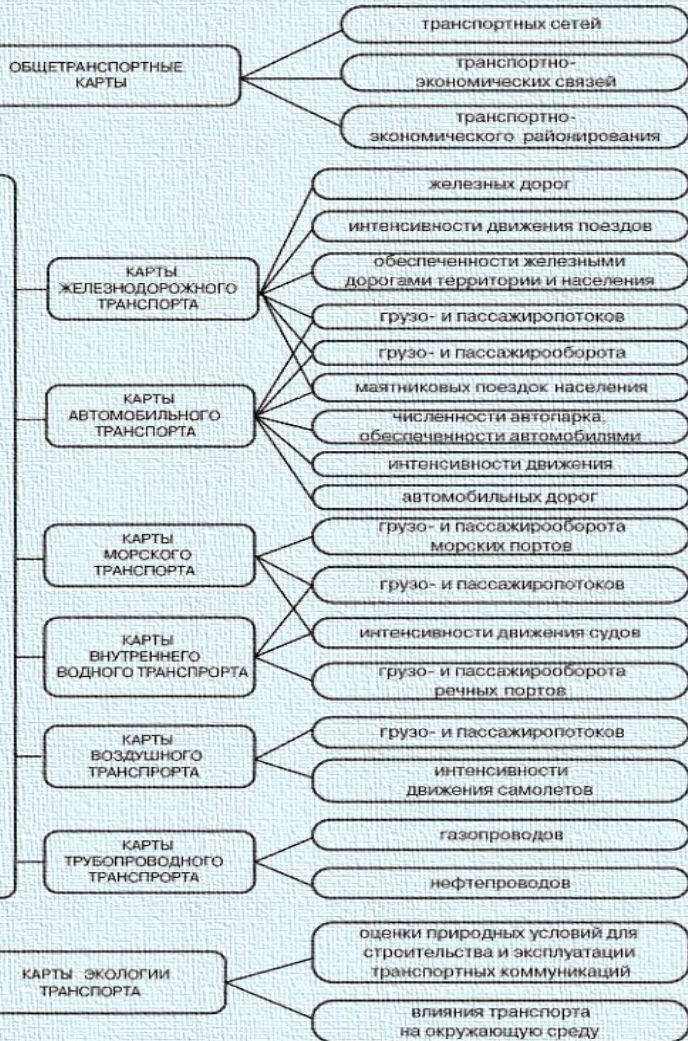 ОБЩЕТРАНСПОРТНЫЕ
КАРТЫ
транспортных сетей
транспортно-
экономических связей
транспортно-
экономического районирования
КАРТЫ
ЖЕЛЕЗНОДОРОЖНОГО
ТРАНСПОРТА
железных дорог
интенсивности движения поездов
обеспеченности железными
дорогами территории и населения
грузо- и пассажиропотоков
грузо- и пассажирооборота
маятниковых поездок населения
КАРТЫ
АВТОМОБИЛЬНОГО
ТРАНСПОРТА
численности автопарка,
обеспеченности автомобилями
интенсивности движения
автомобильных дорог
КАРТЫ
МОРСКОГО
ТРАНСПОРТА
грузо- и пассажирооборота
морских портов
грузо- и пассажиропотоков
интенсивности движения судов
КАРТЫ
ВНУТРЕННЕГО
ВОДНОГО ТРАНСПРОРТА
грузо- и пассажирооборота
речных портов
КАРТЫ
ВОЗДУШНОГО
ТРАНСПРОРТА
грузо- и пассажиропотоков
интенсивности
движения самолетов
КАРТЫ
ТРУБОПРОВОДНОГО
ТРАНСПРОРТА
газопроводов
нефтепроводов
КАРТЫ ЭКОЛОГИИ
ТРАНСПОРТА
оценки природных условий для
строительства и эксплуатации
транспортных коммуникаций
влияния транспорта
на окружающую среду